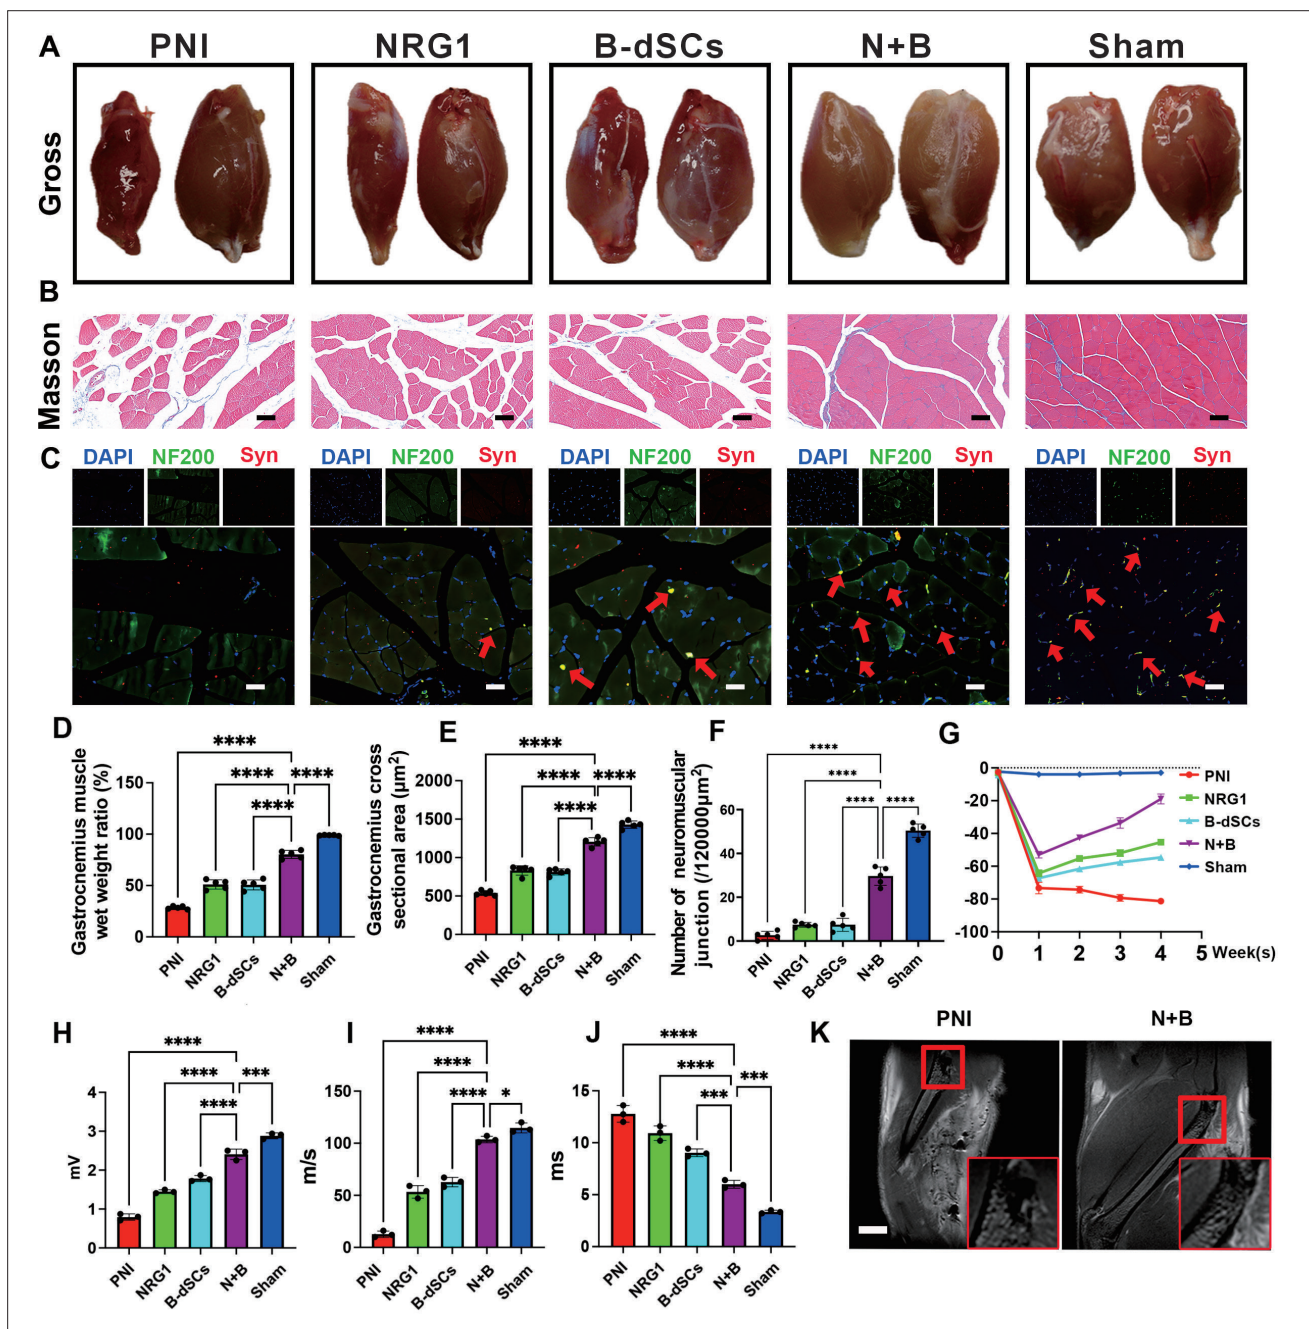 A
PNI
NRG1
B-dSCs
N+B
Sham
Gross
B
Masson
C
DAPI NF200 Syn
DAPI NF200 Syn
DAPI NF200 Syn
DAPI NF200 Syn
DAPI NF200 Syn
D
Gastrocnemius muscle
wet weight ratio (%)
150
100
50
0
****
****
****
****
PNI
NRG1
B-dSCs
N+B
Sham
E
Gastrocnemius cross
sectional area (μm²)
2000
1500
1000
500
0
****
****
****
****
PNI
NRG1
B-dSCs
N+B
Sham
F
Number of neuromuscular
junction (/120000μm²)
60
40
20
0
****
****
****
****
PNI
NRG1
B-dSCs
N+B
Sham
G
-20
-40
-60
-80
-100
0 1 2 3 4 5 Week(s)
PNI
NRG1
B-dSCs
N+B
Sham
H
mV
4
3
2
1
0
****
****
****
***
PNI
NRG1
B-dSCs
N+B
Sham
I
m/s
150
100
50
0
****
****
****
*
PNI
NRG1
B-dSCs
N+B
Sham
J
ms
15
10
5
0
****
****
***
***
PNI
NRG1
B-dSCs
N+B
Sham
K
PNI
N+B